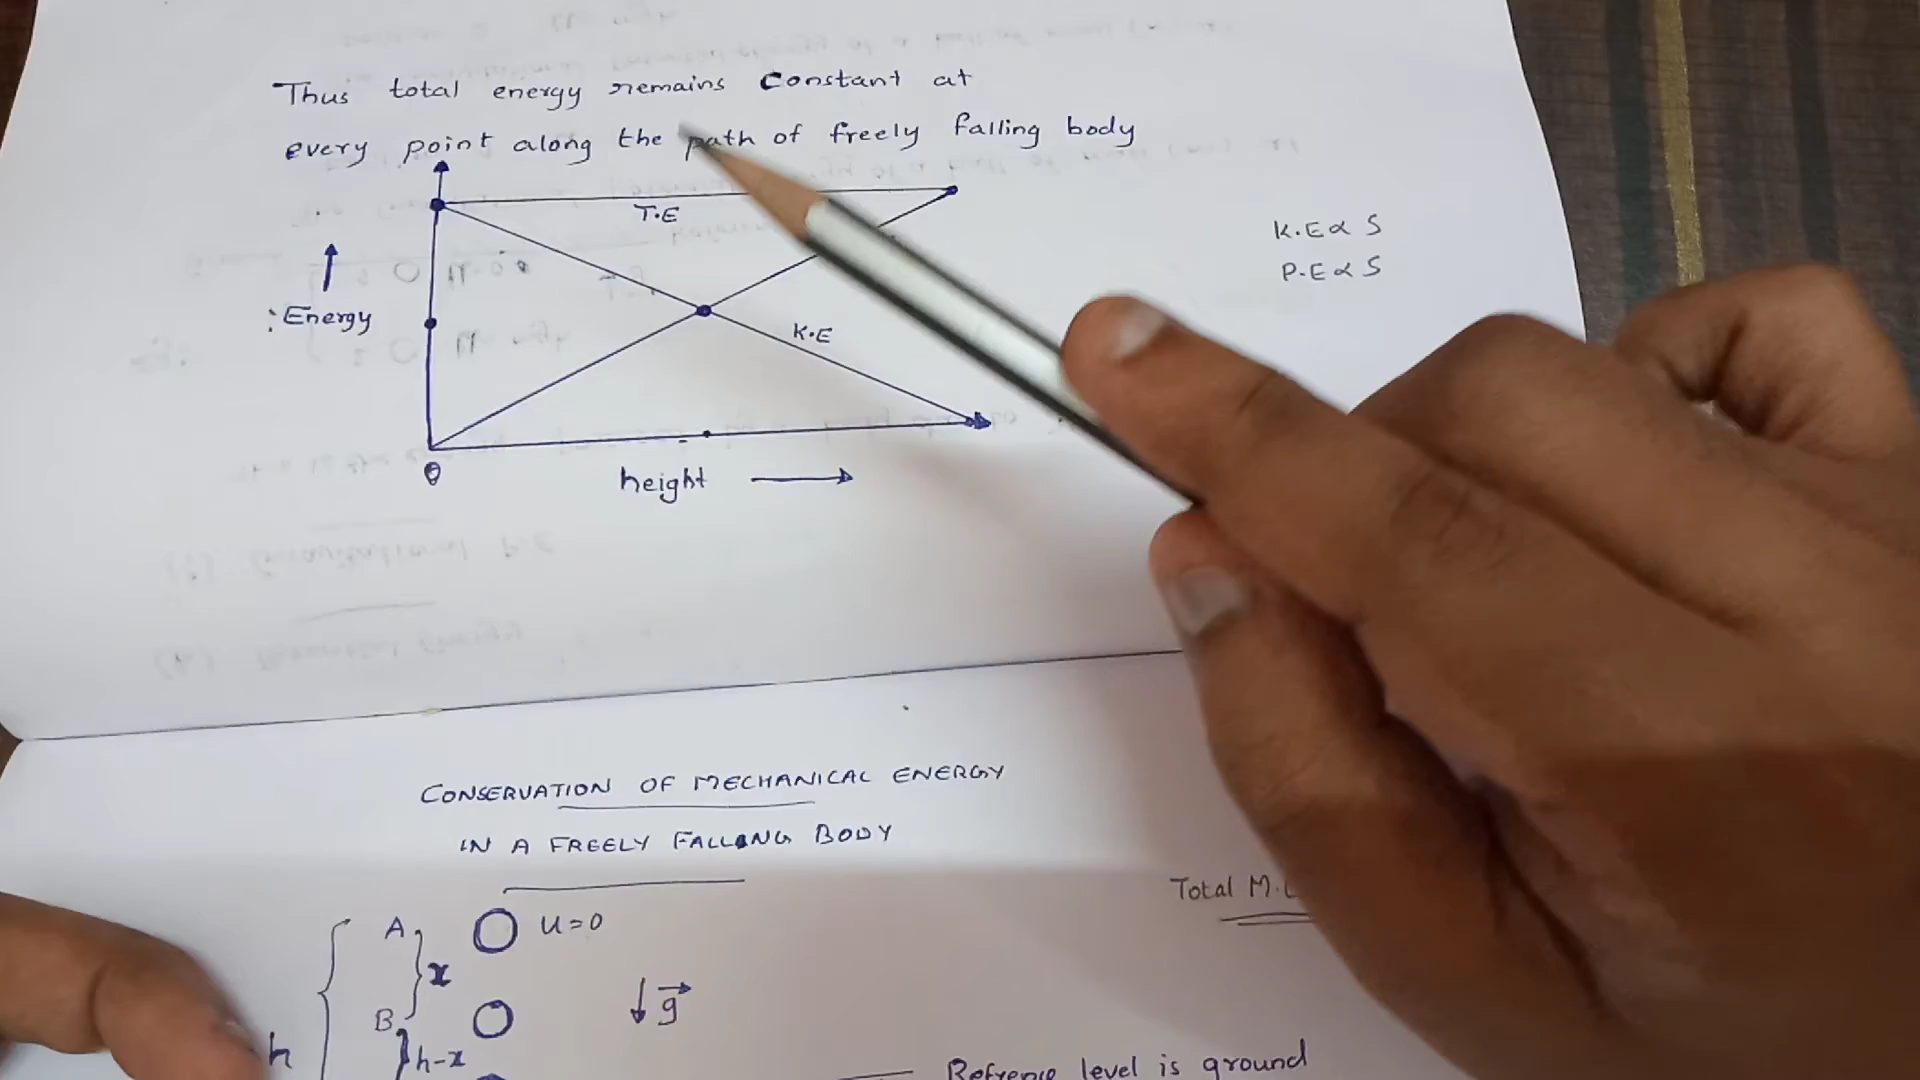 Thus total energy remains constant at
every point along the path of freely falling body
T.E
K.E ∝ S
P.E ∝ S
Energy
K.E
0
height
CONSERVATION OF MECHANICAL ENERGY
IN A FREELY FALLING BODY
Total M.
A
U=0
x
g
B
h
h-x
Refrence level is ground